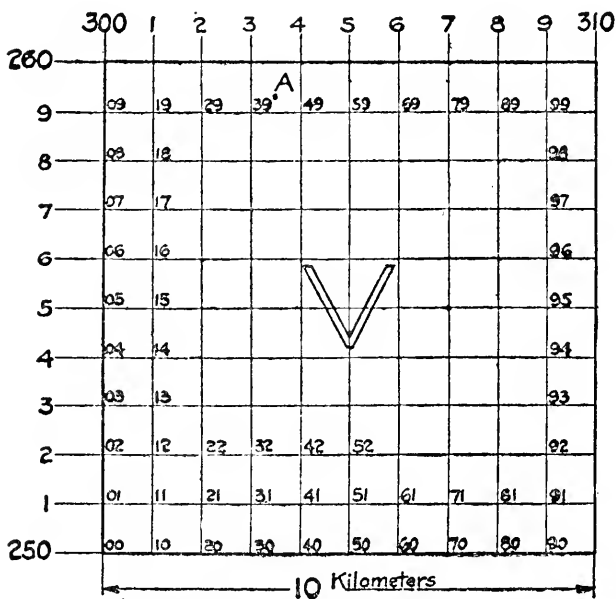 300 1 2 3 4 5 6 7 8 9 310
260
A
9 09 19 29 39 49 59 69 79 89 99
8 08 18 98
7 07 17 97
6 06 16 96
V
5 05 15 95
4 04 14 94
3 03 13 93
2 02 12 22 32 42 52 92
1 01 11 21 31 41 51 61 71 81 91
250 00 10 20 30 40 50 60 70 80 90
10 Kilometers